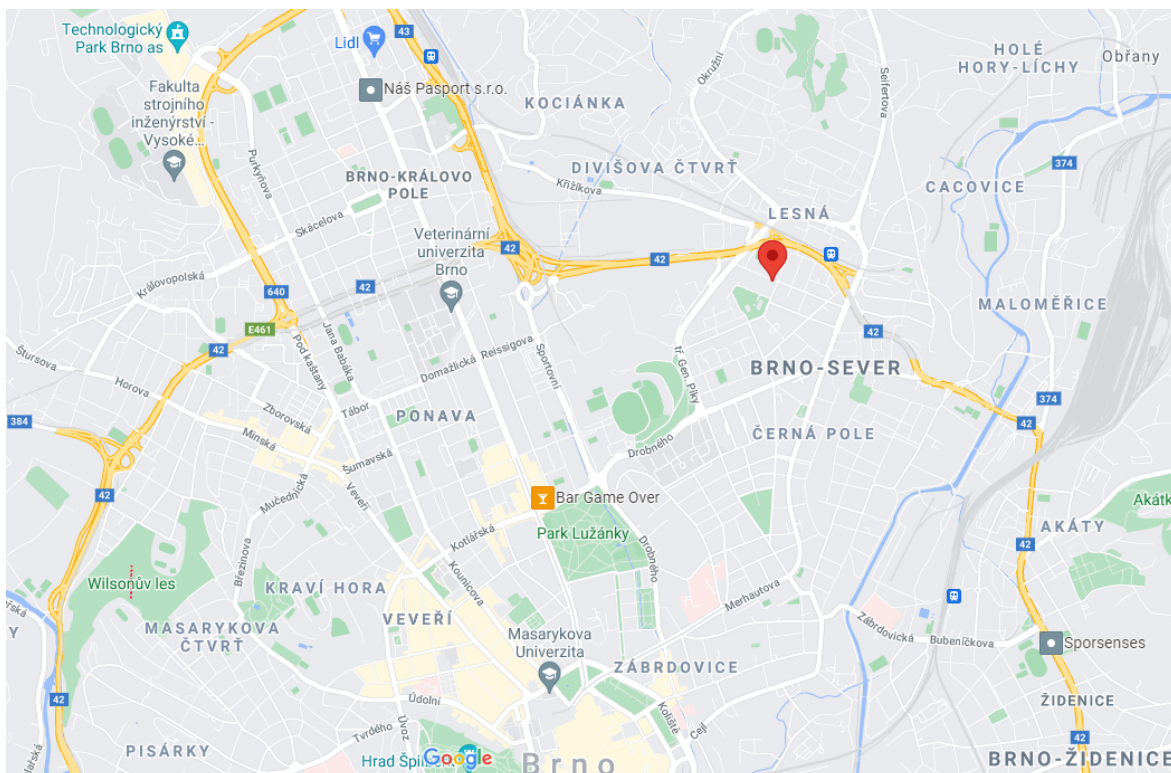 Technologický
Park Brno as
Lidl
43
HOLÉ
HORY-LÍCHY
Obřany
Fakulta
strojního
inženýrství -
Vysoké...
Náš Pasport s.r.o.
KOCIÁNKA
Okružní
Seifertova
Purkyňova
BRNO-KRÁLOVO
POLE
DIVIŠOVA ČTVRŤ
Křižíkova
374
CACOVICE
LESNÁ
Skácelova
Veterinární
univerzita
Brno
42
42
Královopolská
640
42
MALOMĚŘICE
E461
42
42
Štursova
Horova
Pod kaštany
Jana Babáka
Domažlická
Reissigova
Sportovní
tř. Gen. Píky
BRNO-SEVER
374
384
Zborovská
Tábor
PONAVA
Minská
Šumavská
Drobného
ČERNÁ POLE
42
42
Mučednická
Veveří
Bar Game Over
Akátk
AKÁTY
Kotlářská
Park Lužánky
42
Wilsonův les
Březinova
KRAVÍ HORA
Kounicova
Drobného
Merhautova
MASARYKOVA
ČTVRŤ
VEVEŘÍ
Masarykova
Univerzita
Zábrdovická
Bubeníčkova
Sporsenses
ZÁBRDOVICE
42
Údolní
Koliště
Cejl
ŽIDENICE
Tvrdého
Úvoz
PISÁRKY
42
Hrad Špil
Google
Brno
BRNO-ŽIDENICE